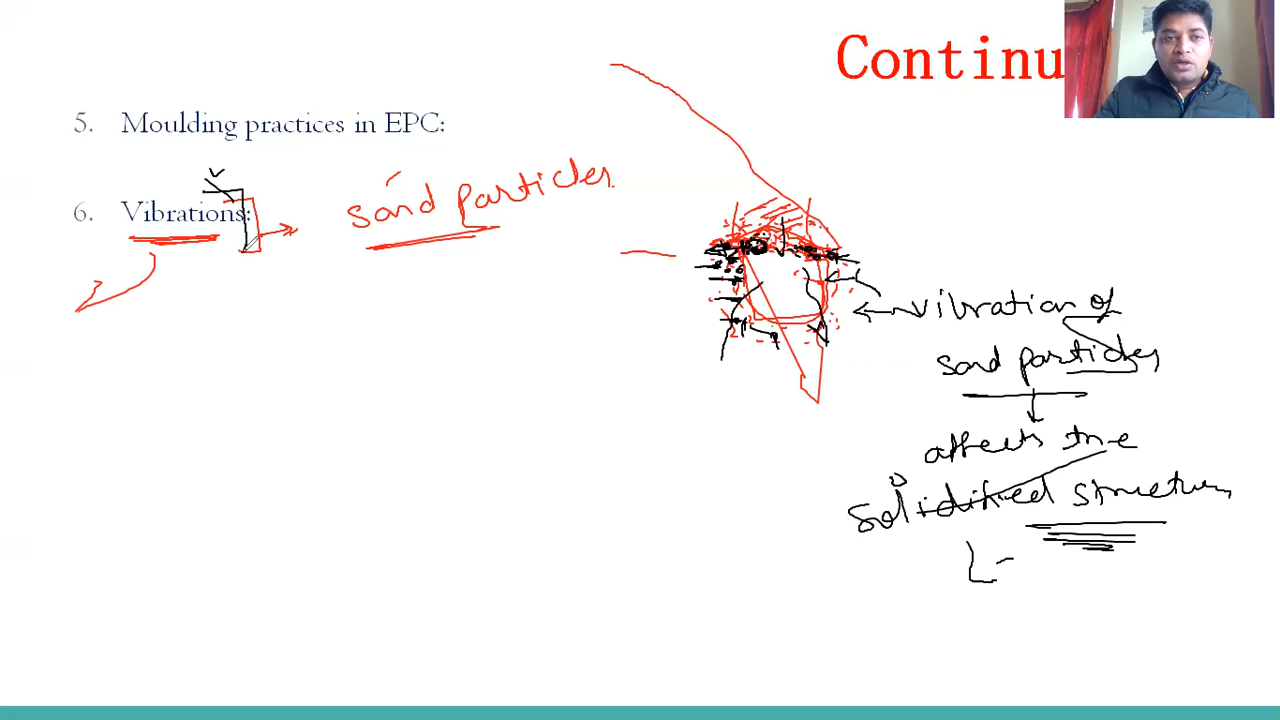 Continu
5. Moulding practices in EPC:
sand particles
6. Vibrations:
vibration of
sand particles
affects the
solidified structure